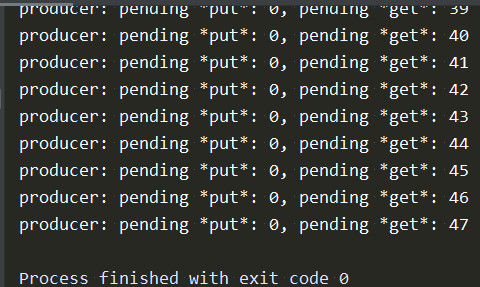 producer: pending *put*: 0, pending *get*: 39
producer: pending *put*: 0, pending *get*: 40
producer: pending *put*: 0, pending *get*: 41
producer: pending *put*: 0, pending *get*: 42
producer: pending *put*: 0, pending *get*: 43
producer: pending *put*: 0, pending *get*: 44
producer: pending *put*: 0, pending *get*: 45
producer: pending *put*: 0, pending *get*: 46
producer: pending *put*: 0, pending *get*: 47
Process finished with exit code 0